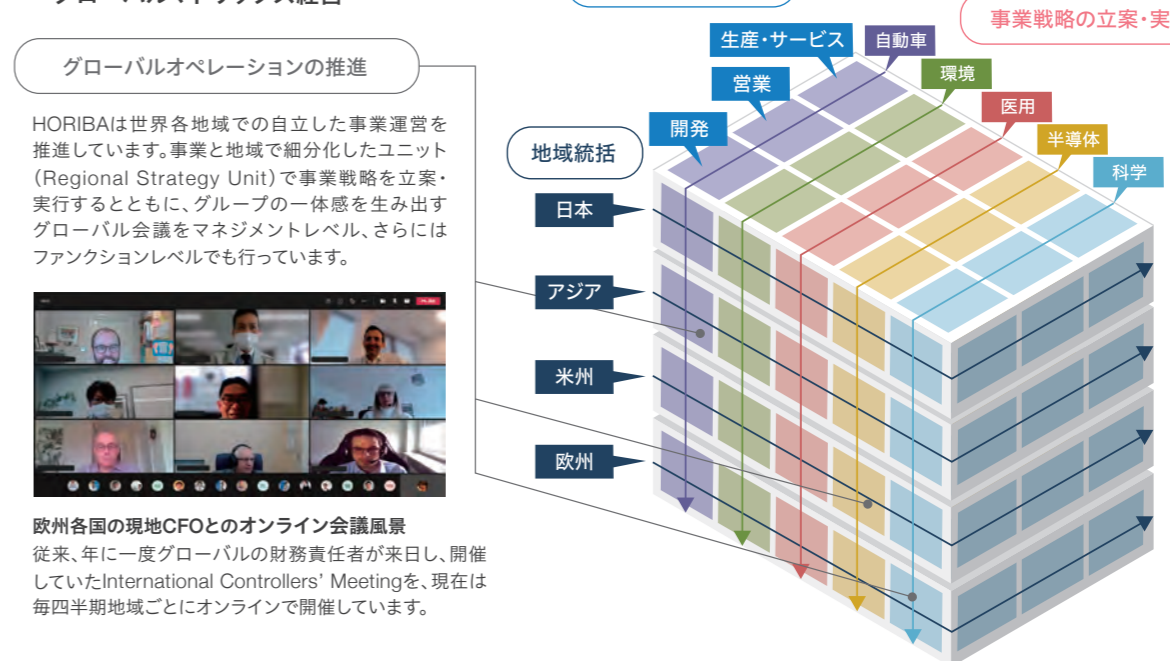 グローバルマトリックス経営
グローバルオペレーションの推進
HORIBAは世界各地域での自立した事業運営を
推進しています。事業と地域で細分化したユニット
（Regional Strategy Unit）で事業戦略を立案・
実行するとともに、グループの一体感を生み出す
グローバル会議をマネジメントレベル、さらには
ファンクションレベルでも行っています。
欧州各国の現地CFOとのオンライン会議風景
従来、年に一度グローバルの財務責任者が来日し、開催
していたInternational Controllers' Meetingを、現在は
毎四半期地域ごとにオンラインで開催しています。
事業戦略の立案・実
生産・サービス
営業
開発
自動車
環境
医用
半導体
科学
地域統括
日本
アジア
米州
欧州